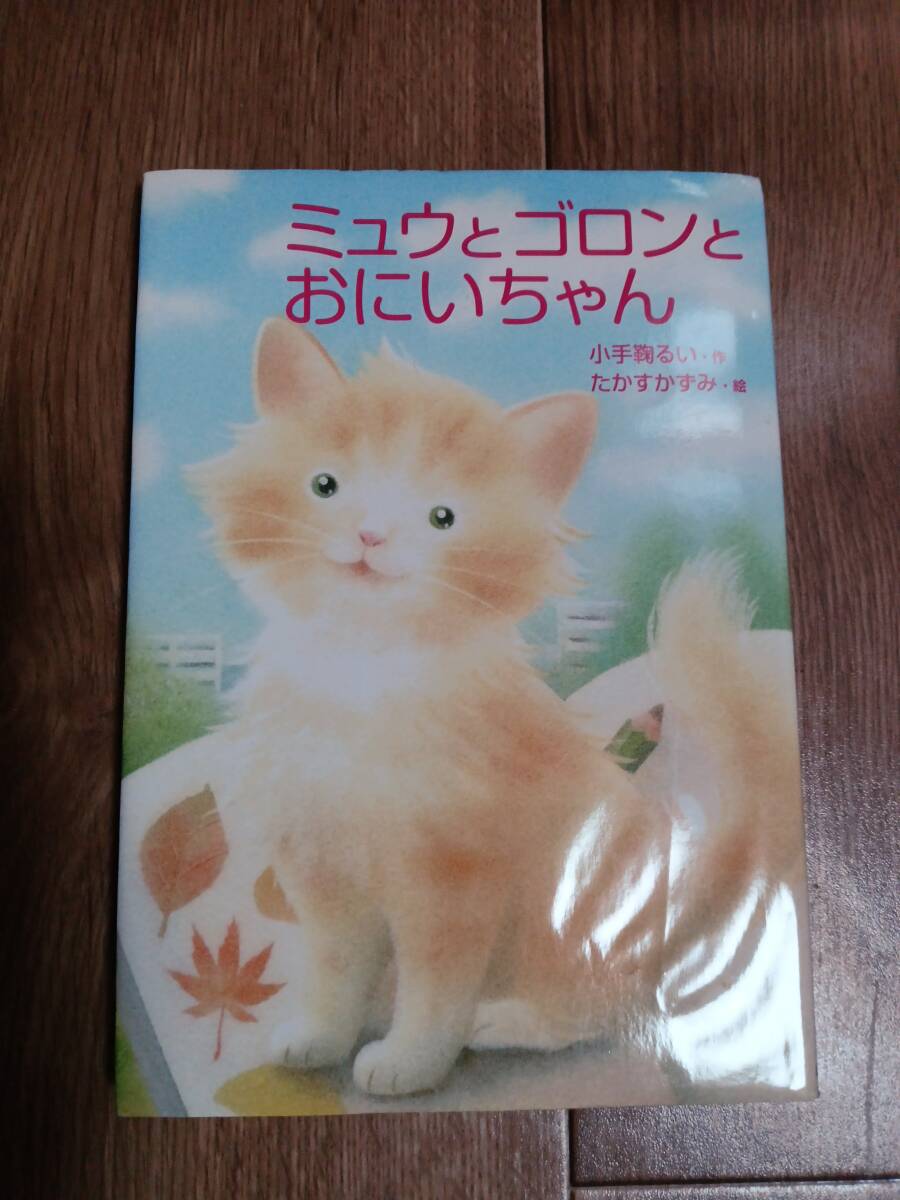 ミュウとゴロンと
おにいちゃん
小手鞠るい・作
たかすかずみ・絵